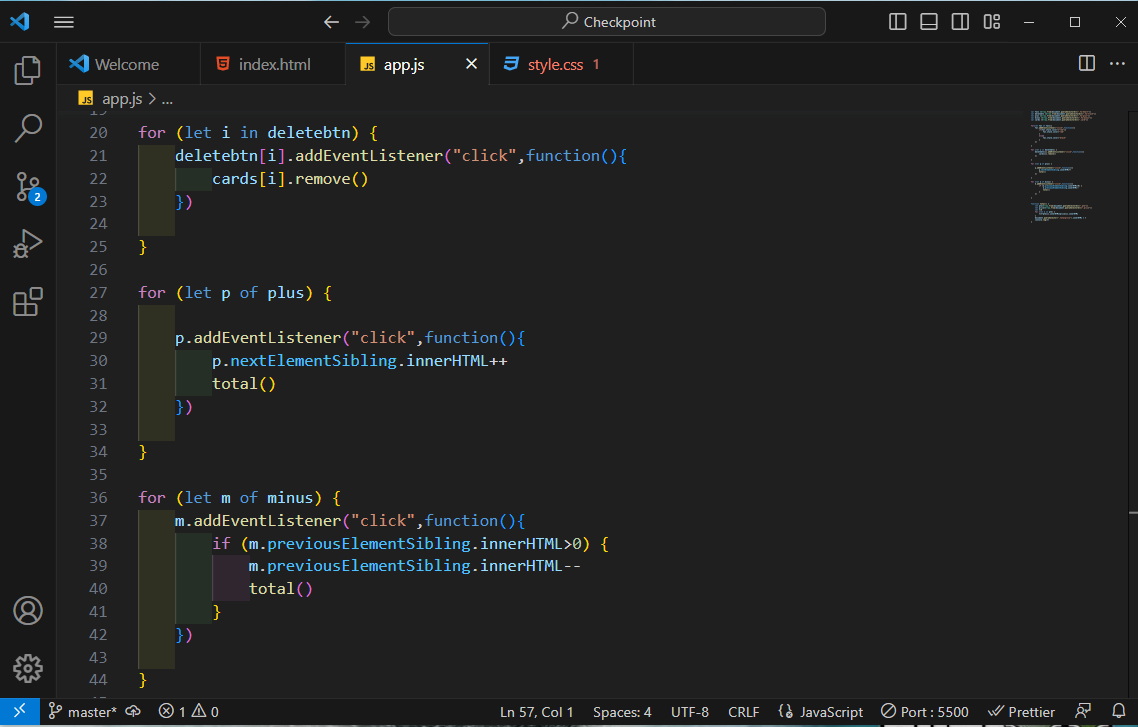 Checkpoint
Welcome
index.html
app.js
style.css 1
app.js > ...
19
20 for (let i in deletebtn) {
21 deletebtn[i].addEventListener("click",function(){
22 cards[i].remove()
23 })
24
25 }
26
27 for (let p of plus) {
28
29 p.addEventListener("click",function(){
30 p.nextElementSibling.innerHTML++
31 total()
32 })
33
34 }
35
36 for (let m of minus) {
37 m.addEventListener("click",function(){
38 if (m.previousElementSibling.innerHTML>0) {
39 m.previousElementSibling.innerHTML--
40 total()
41 }
42 })
43
44 }
2
master* 1 0 Ln 57, Col 1 Spaces: 4 UTF-8 CRLF {} JavaScript Port : 5500 Prettier